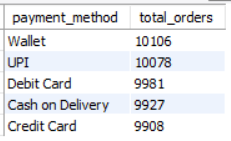 payment_method total_orders
Wallet 10106
UPI 10078
Debit Card 9981
Cash on Delivery 9927
Credit Card 9908